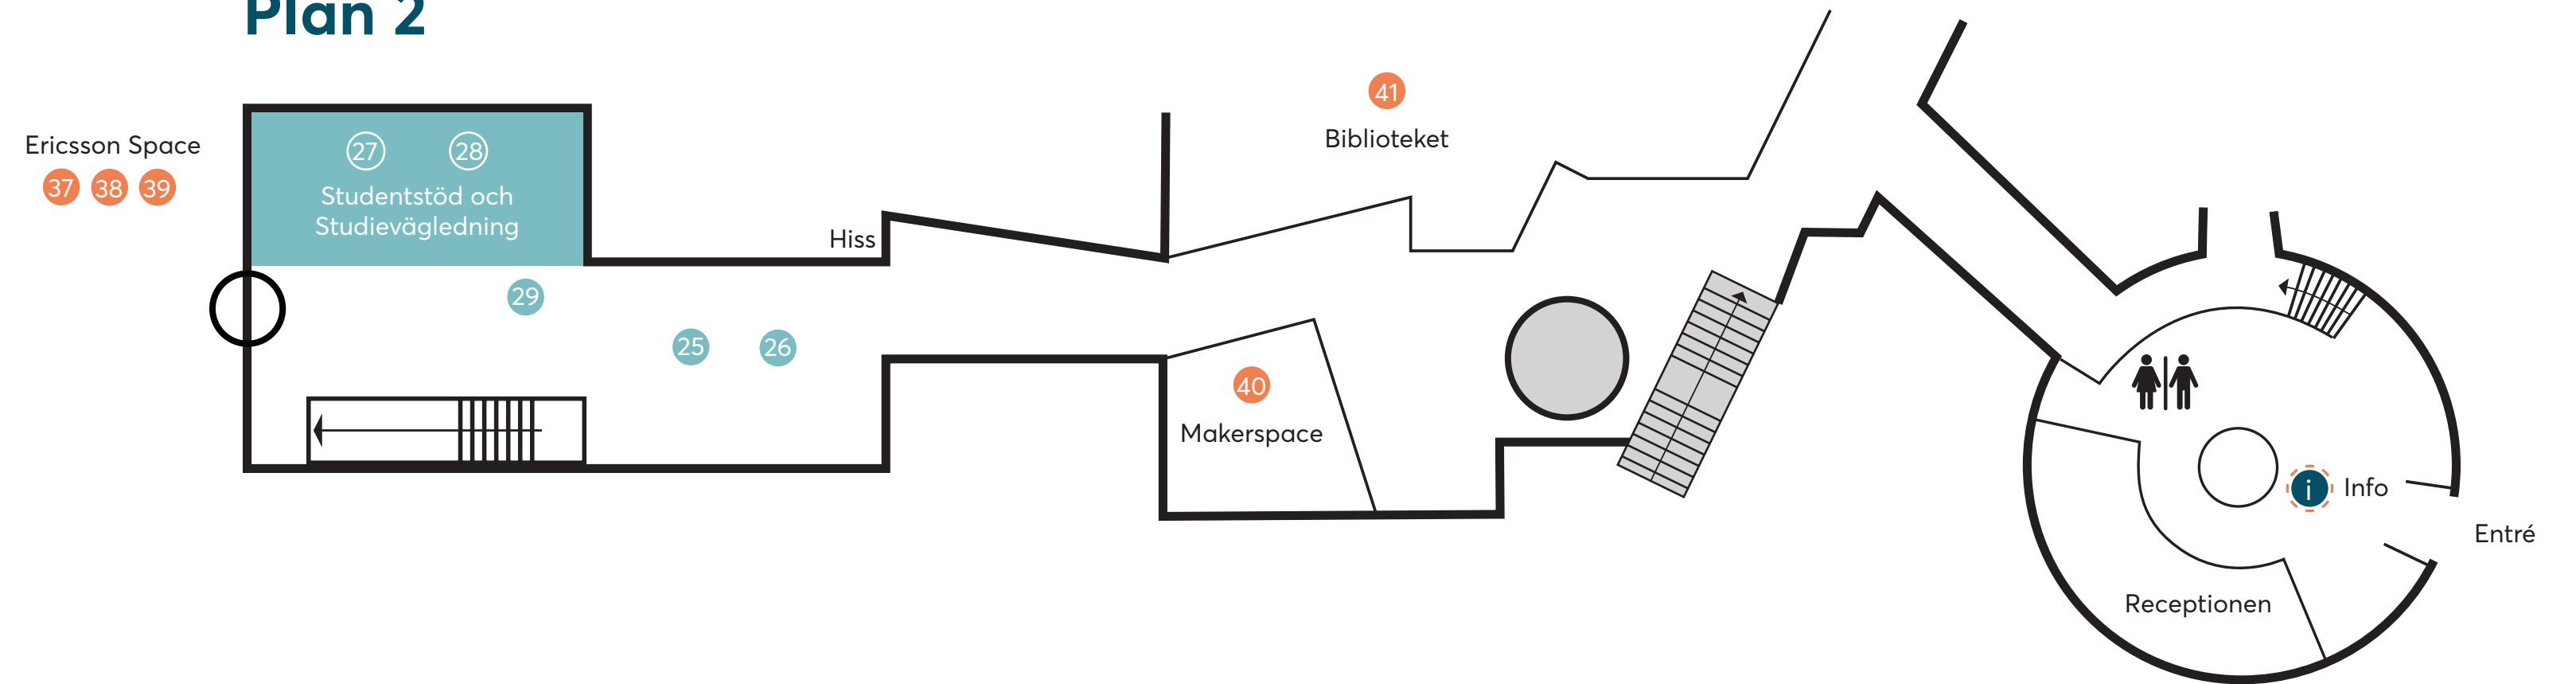 Plan 2
Ericsson Space
37 38 39
27 28
Studentstöd och
Studievägledning
29
25 26
Hiss
41
Biblioteket
40
Makerspace
i Info
Entré
Receptionen